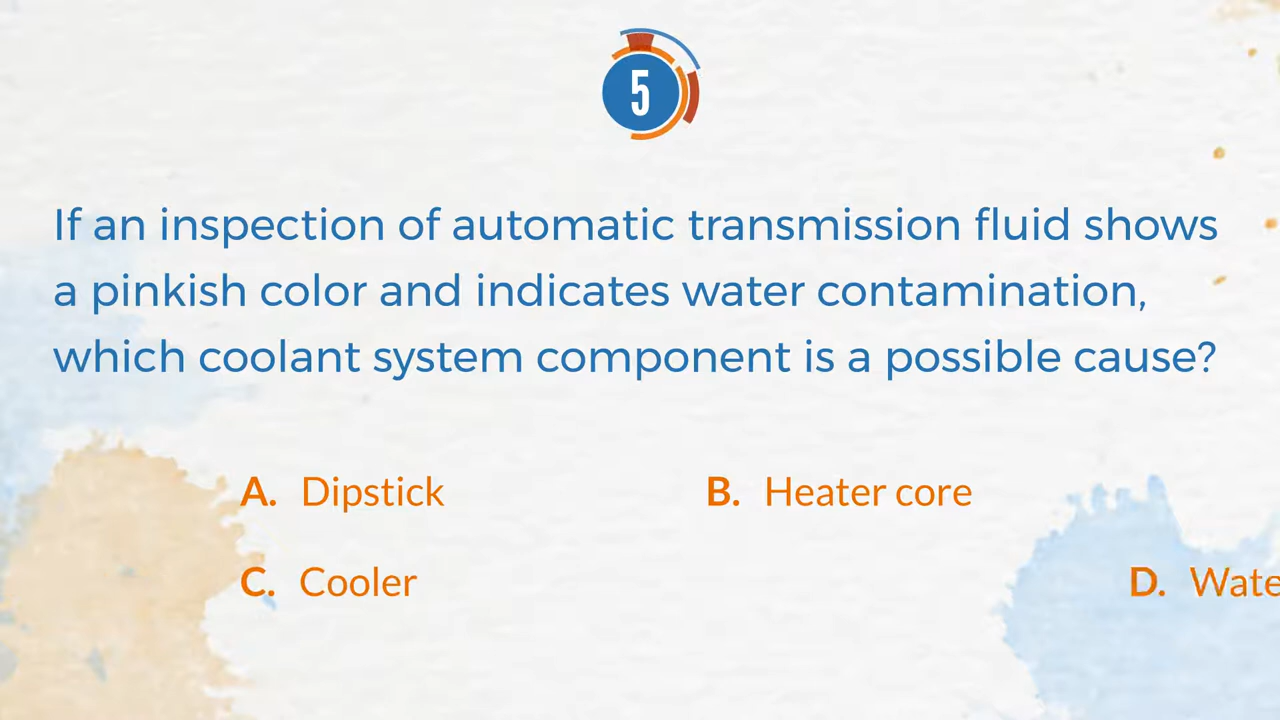 5
If an inspection of automatic transmission fluid shows
a pinkish color and indicates water contamination,
which coolant system component is a possible cause?
A. Dipstick B. Heater core
C. Cooler D. Wate